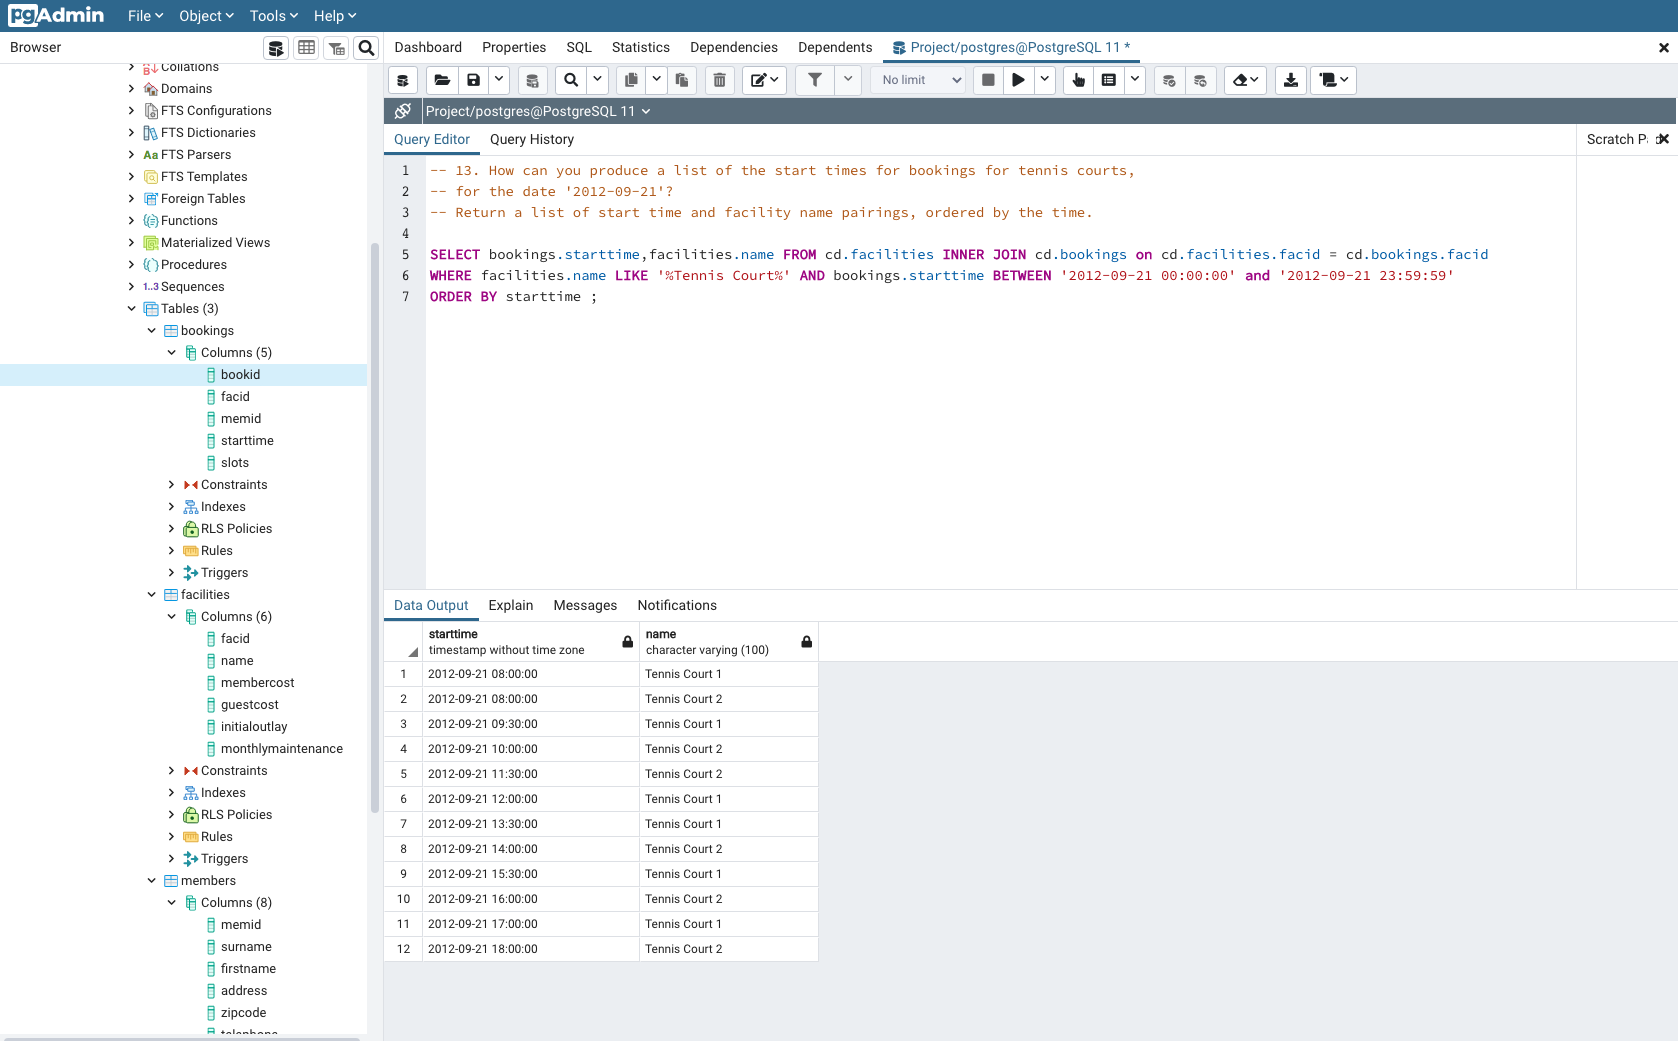 pgAdmin File Object Tools Help
Browser
Dashboard Properties SQL Statistics Dependencies Dependents Project/postgres@PostgreSQL 11 *
No limit
Project/postgres@PostgreSQL 11
Query Editor Query History
Scratch P
Collations
Domains
FTS Configurations
FTS Dictionaries
Aa FTS Parsers
FTS Templates
Foreign Tables
Functions
Materialized Views
Procedures
1..3 Sequences
Tables (3)
bookings
Columns (5)
bookid
facid
memid
starttime
slots
Constraints
Indexes
RLS Policies
Rules
Triggers
facilities
Columns (6)
facid
name
membercost
guestcost
initialoutlay
monthlymaintenance
Constraints
Indexes
RLS Policies
Rules
Triggers
members
Columns (8)
memid
surname
firstname
address
zipcode
telephone
1 -- 13. How can you produce a list of the start times for bookings for tennis courts,
2 -- for the date '2012-09-21'?
3 -- Return a list of start time and facility name pairings, ordered by the time.
4
5 SELECT bookings.starttime,facilities.name FROM cd.facilities INNER JOIN cd.bookings on cd.facilities.facid = cd.bookings.facid
6 WHERE facilities.name LIKE '%Tennis Court%' AND bookings.starttime BETWEEN '2012-09-21 00:00:00' and '2012-09-21 23:59:59'
7 ORDER BY starttime ;
Data Output Explain Messages Notifications
starttime name
timestamp without time zone character varying (100)
1 2012-09-21 08:00:00 Tennis Court 1
2 2012-09-21 08:00:00 Tennis Court 2
3 2012-09-21 09:30:00 Tennis Court 1
4 2012-09-21 10:00:00 Tennis Court 2
5 2012-09-21 11:30:00 Tennis Court 2
6 2012-09-21 12:00:00 Tennis Court 1
7 2012-09-21 13:30:00 Tennis Court 1
8 2012-09-21 14:00:00 Tennis Court 2
9 2012-09-21 15:30:00 Tennis Court 1
10 2012-09-21 16:00:00 Tennis Court 2
11 2012-09-21 17:00:00 Tennis Court 1
12 2012-09-21 18:00:00 Tennis Court 2